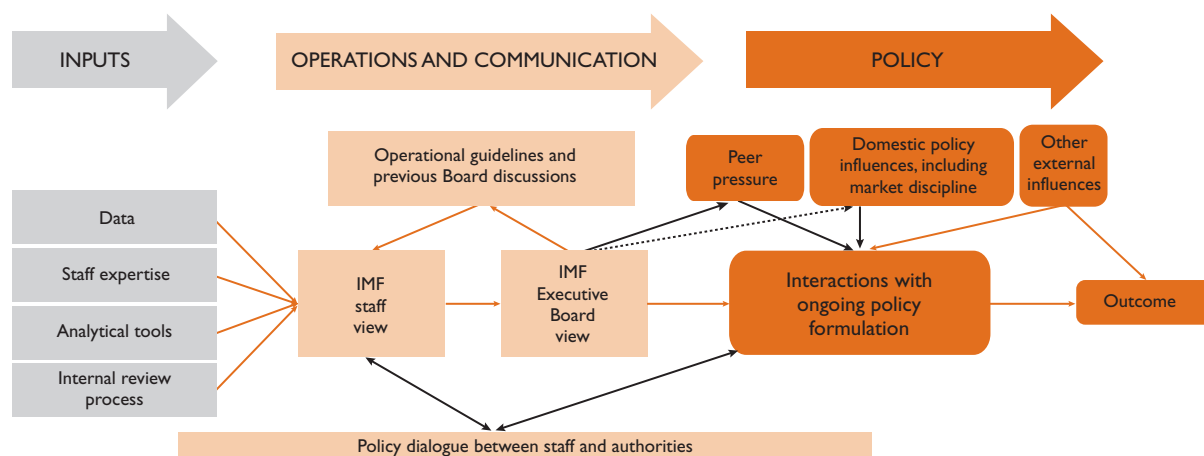 INPUTS
OPERATIONS AND COMMUNICATION
POLICY
Operational guidelines and
previous Board discussions
Peer
pressure
Domestic policy
influences, including
market discipline
Other
external
influences
Data
Staff expertise
Analytical tools
Internal review
process
IMF
staff
view
IMF
Executive
Board
view
Interactions with
ongoing policy
formulation
Outcome
Policy dialogue between staff and authorities